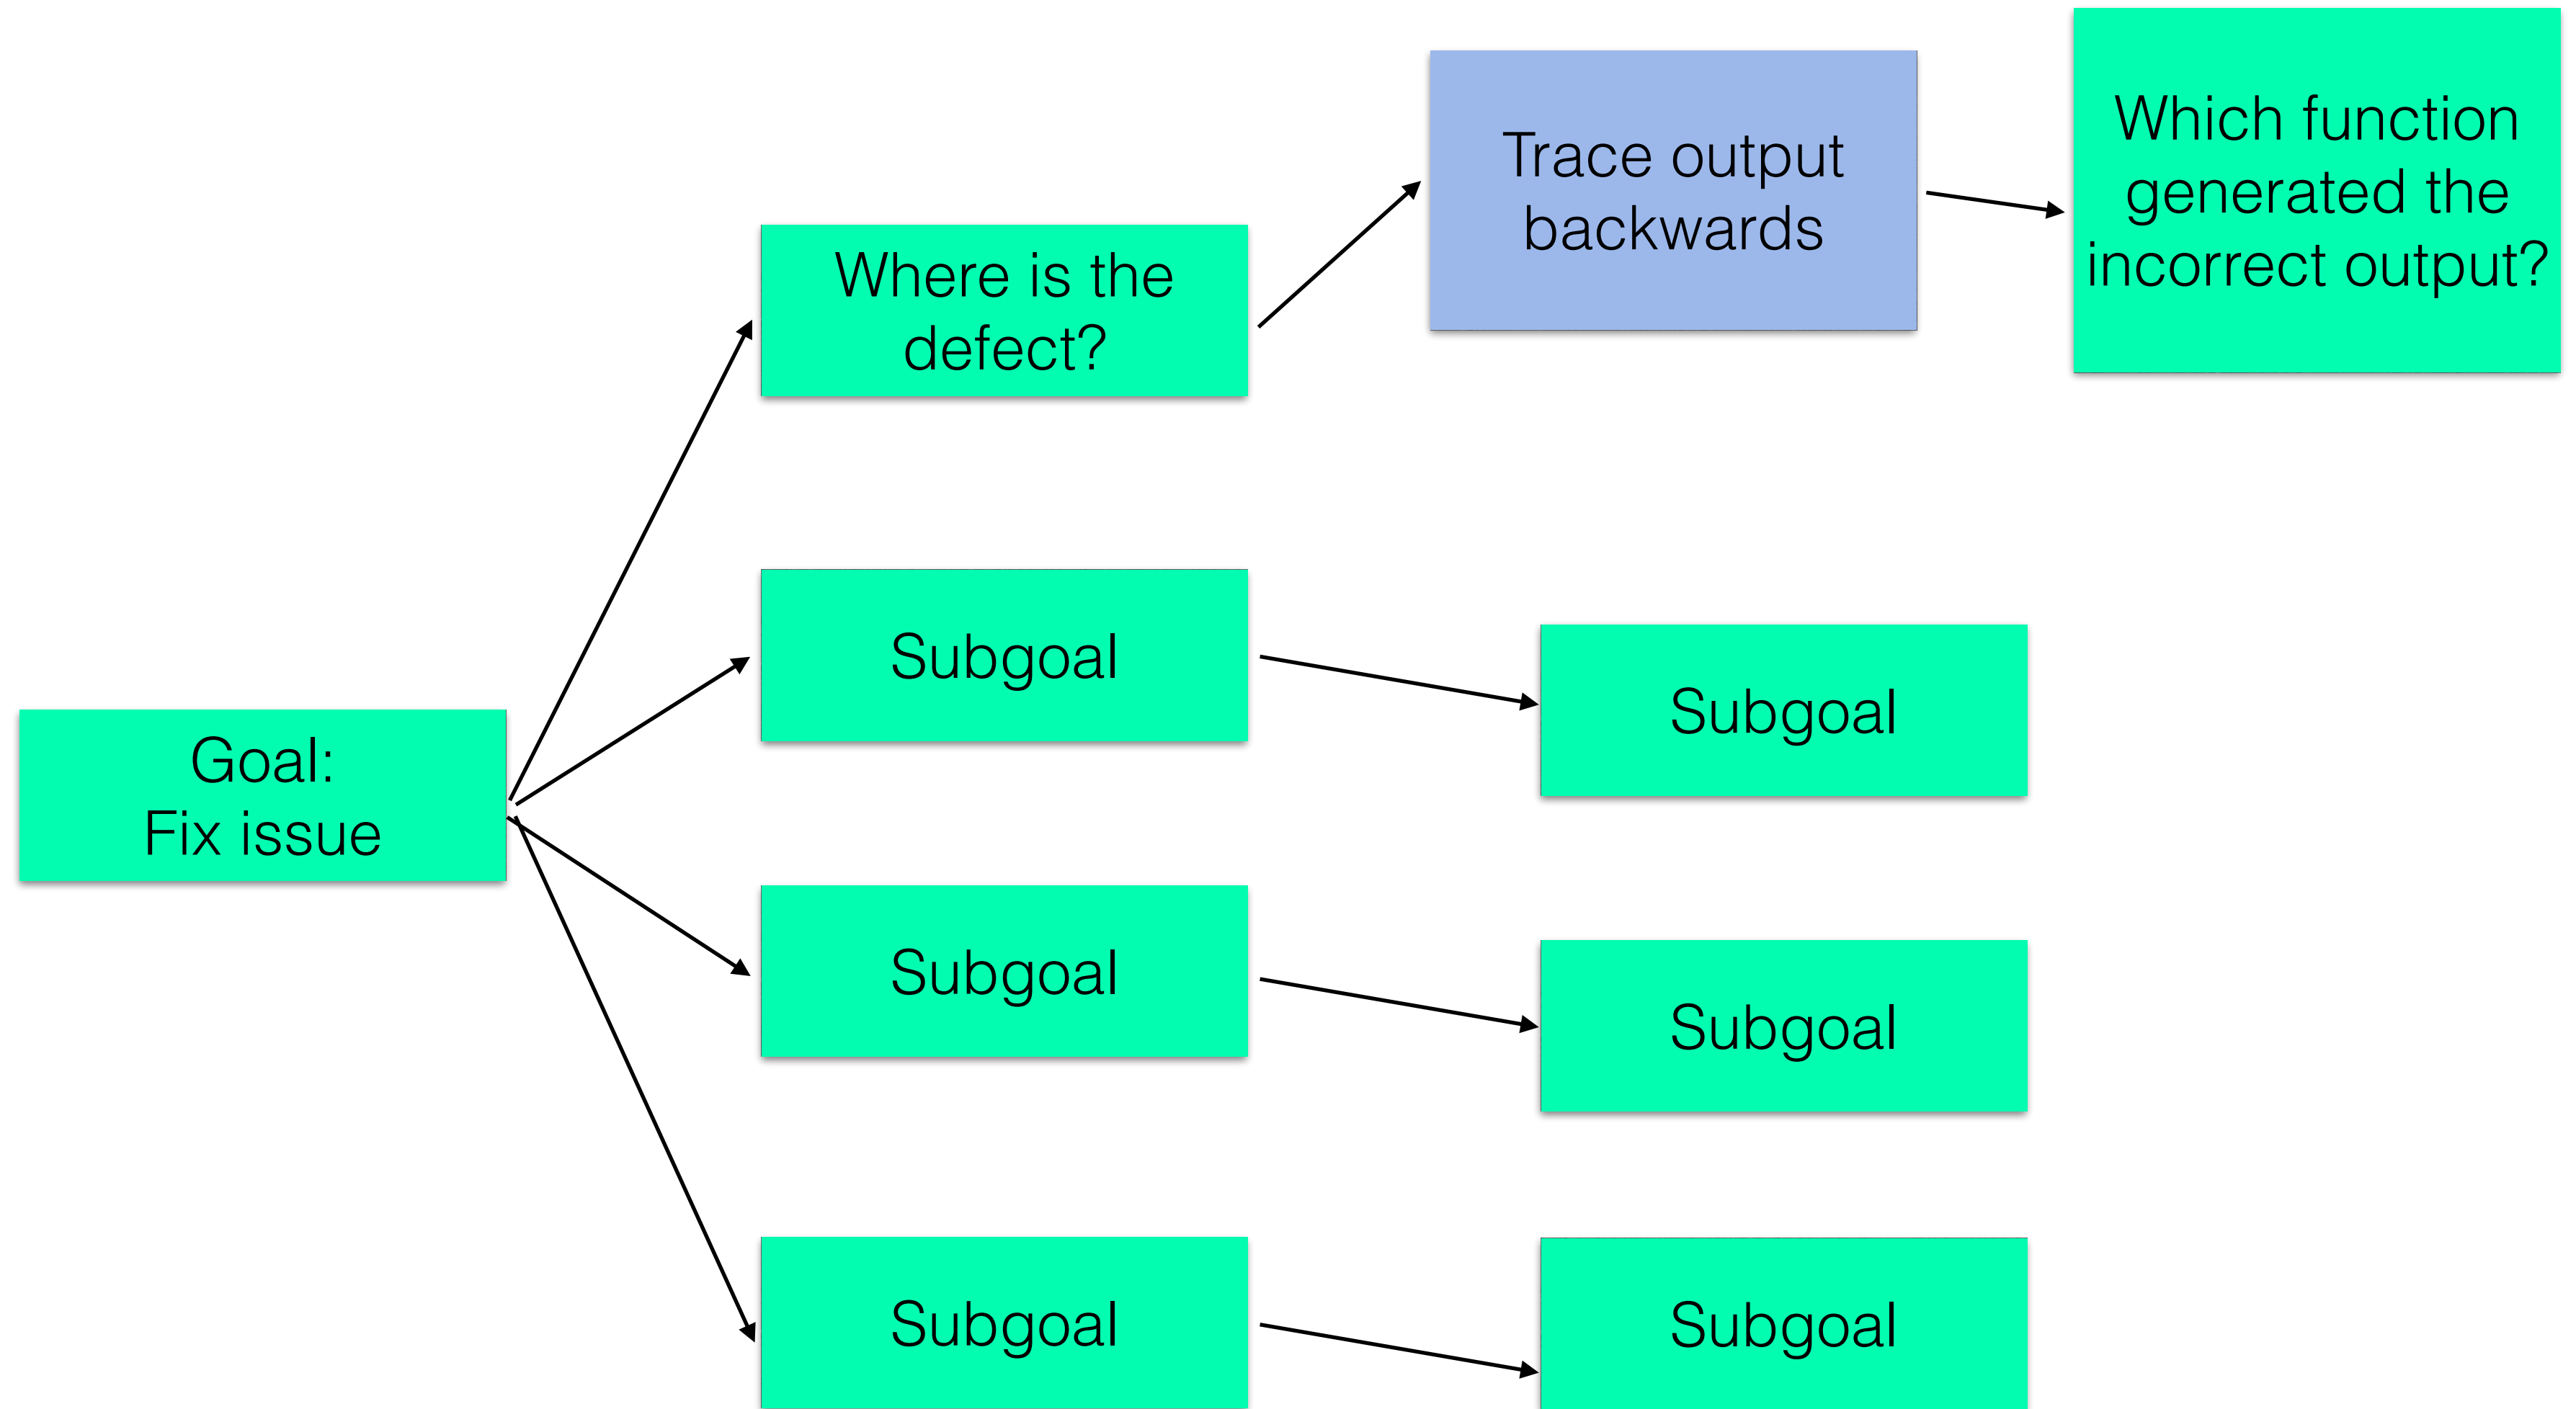 Goal:
Fix issue
Where is the
defect?
Trace output
backwards
Which function
generated the
incorrect output?
Subgoal
Subgoal
Subgoal
Subgoal
Subgoal
Subgoal